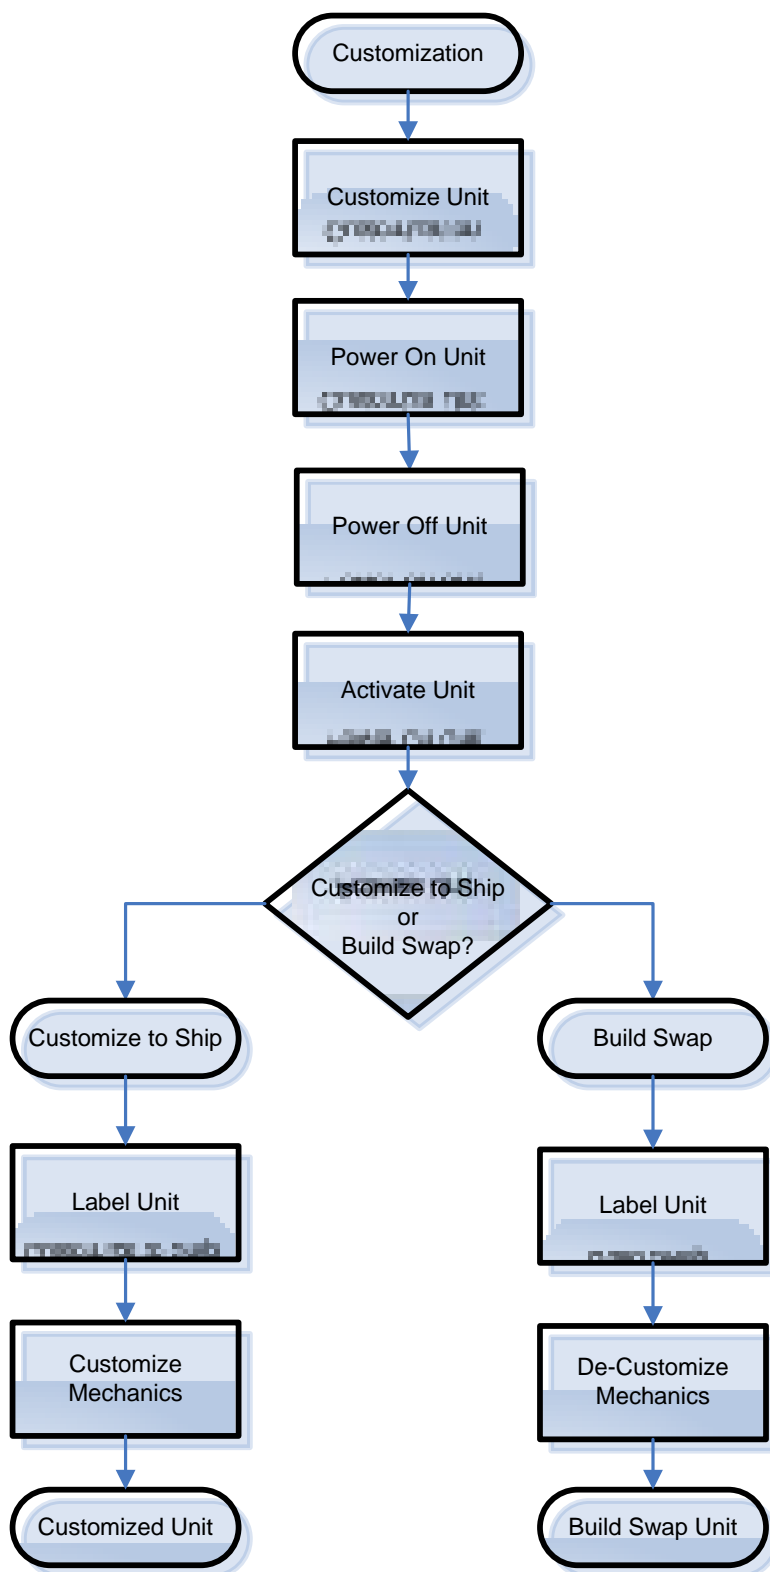 Customization
Customize Unit
Power On Unit
Power Off Unit
Activate Unit
Customize to Ship
or
Build Swap?
Customize to Ship
Build Swap
Label Unit
Label Unit
Customize
Mechanics
De-Customize
Mechanics
Customized Unit
Build Swap Unit